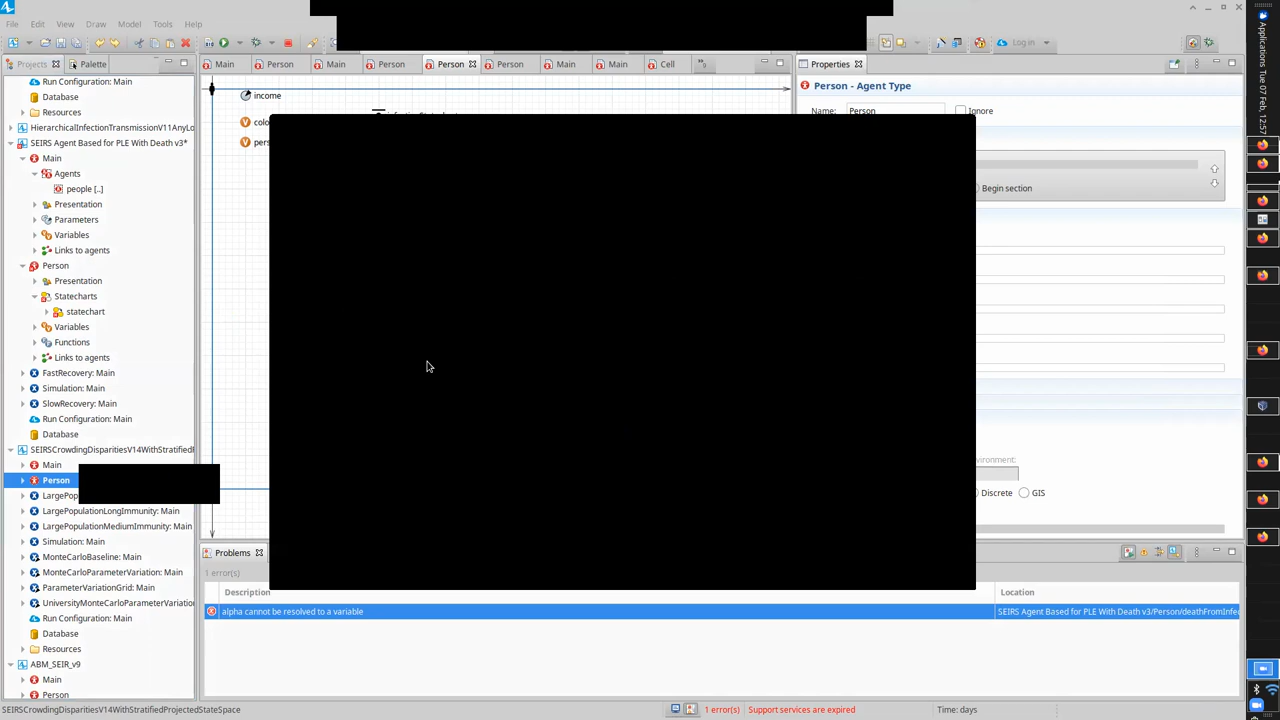 File Edit View Draw Model Tools Help
Log in
Projects Palette
Main Person Main Person Person Person Main Main Cell
Properties
Run Configuration: Main
Database
Resources
HierarchicalInfectionTransmissionV11AnyLo
SEIRS Agent Based for PLE With Death v3*
Main
Agents
people [..]
Presentation
Parameters
Variables
Links to agents
Person
Presentation
Statecharts
statechart
Variables
Functions
Links to agents
FastRecovery: Main
Simulation: Main
SlowRecovery: Main
Run Configuration: Main
Database
SEIRSCrowdingDisparitiesV14WithStratifiedP
Main
Person
LargePop
LargePopulationLongImmunity: Main
LargePopulationMediumImmunity: Main
Simulation: Main
MonteCarloBaseline: Main
MonteCarloParameterVariation: Main
ParameterVariationGrid: Main
UniversityMonteCarloParameterVariation
Run Configuration: Main
Database
Resources
ABM_SEIR_v9
Main
Person
income
colo
pers
Person - Agent Type
Name: Person Ignore
Begin section
nvironment:
Discrete GIS
Problems
1 error(s)
Description Location
alpha cannot be resolved to a variable SEIRS Agent Based for PLE With Death v3/Person/deathFromInfe
SEIRSCrowdingDisparitiesV14WithStratifiedProjectedStateSpace
1 error(s) Support services are expired Time: days
Applications Tue 07 Feb, 12:57